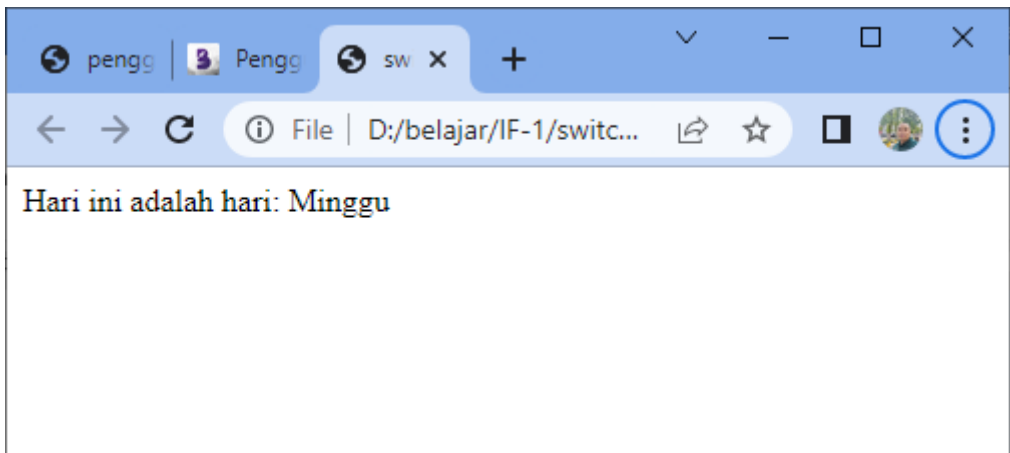 pengg Pengg sw
File D:/belajar/IF-1/switc...
Hari ini adalah hari: Minggu